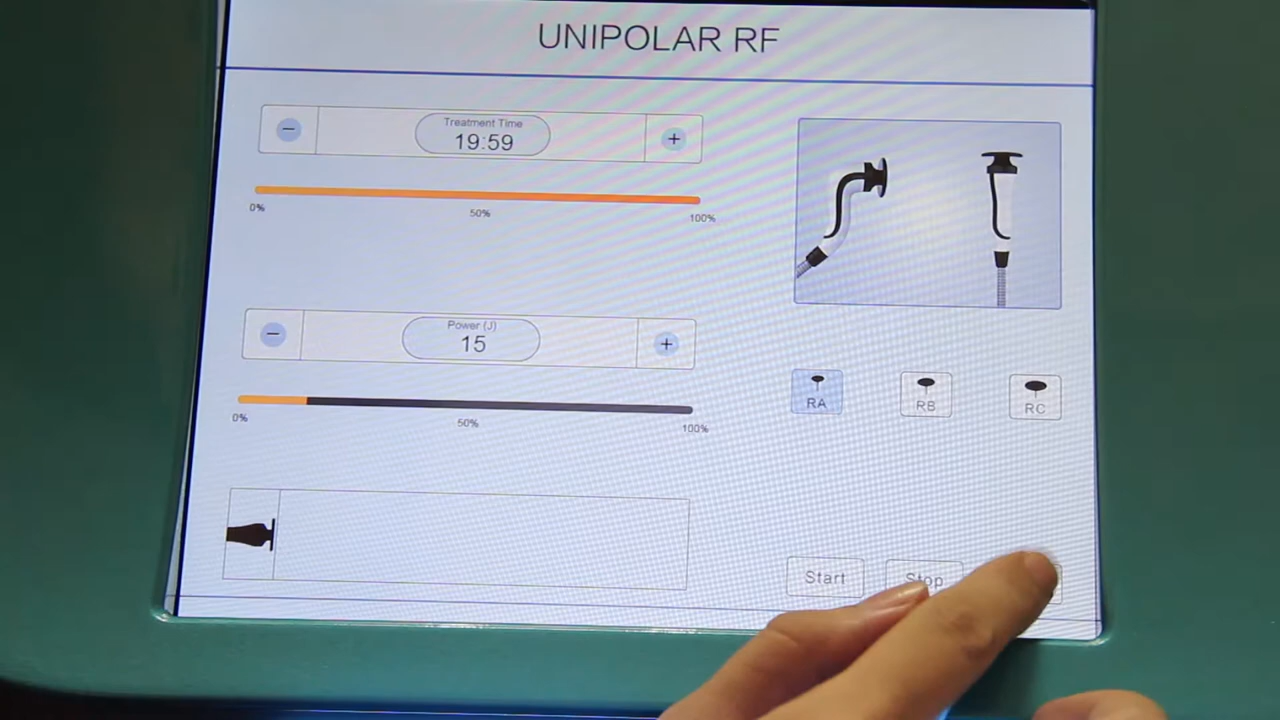 UNIPOLAR RF
Treatment Time
19:59
0%
50%
100%
Power (J)
15
0%
50%
100%
RA
RB
RC
Start
Stop